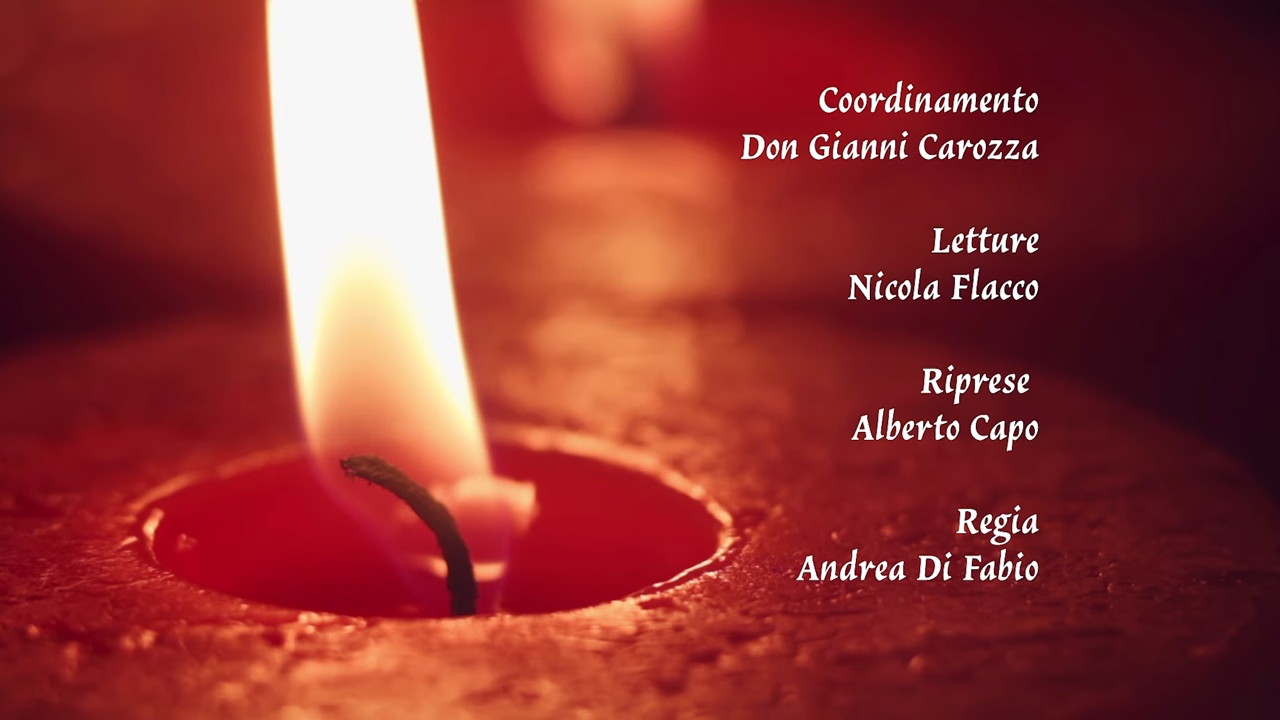 Coordinamento
Don Gianni Carozza
Letture
Nicola Flacco
Riprese
Alberto Capo
Regia
Andrea Di Fabio